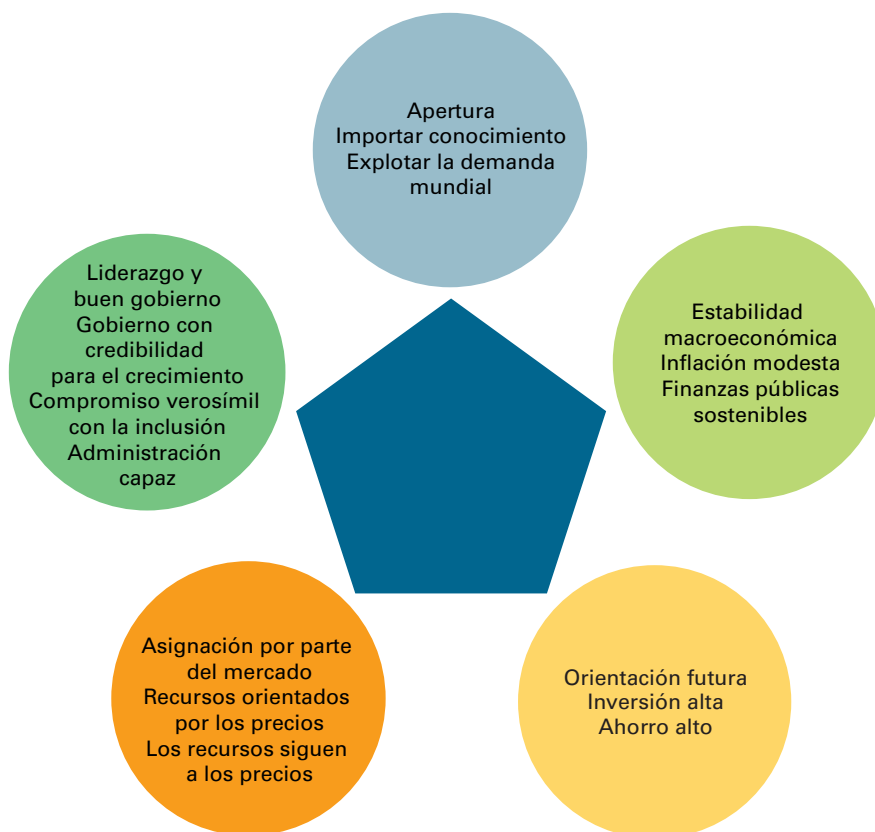 Apertura
Importar conocimiento
Explotar la demanda
mundial
Estabilidad
macroeconómica
Inflación modesta
Finanzas públicas
sostenibles
Orientación futura
Inversión alta
Ahorro alto
Asignación por parte
del mercado
Recursos orientados
por los precios
Los recursos siguen
a los precios
Liderazgo y
buen gobierno
Gobierno con
credibilidad
para el crecimiento
Compromiso verosímil
con la inclusión
Administración
capaz